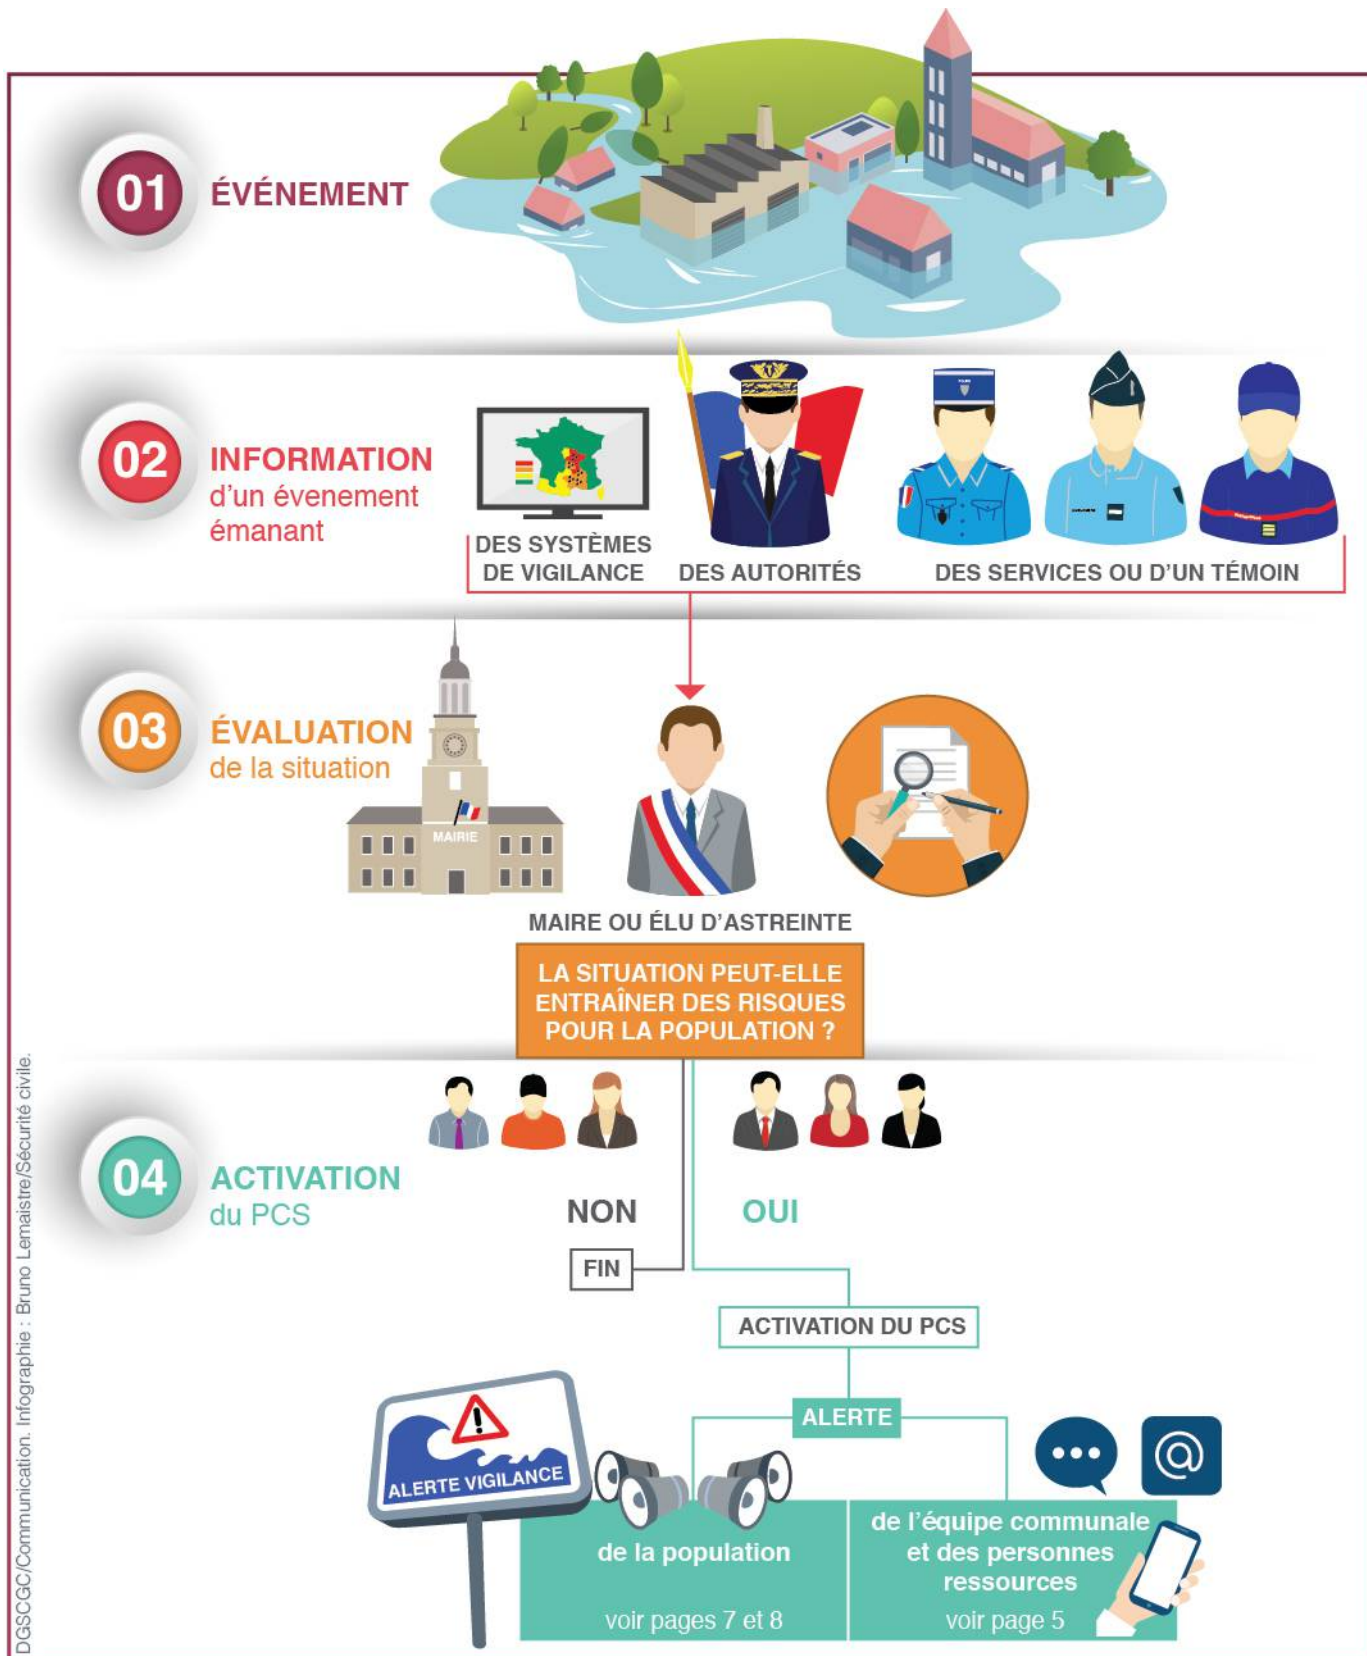 01
ÉVÉNEMENT
02
INFORMATION
d'un évenement
émanant
DES SYSTÈMES
DE VIGILANCE
DES AUTORITÉS
DES SERVICES OU D'UN TÉMOIN
03
ÉVALUATION
de la situation
MAIRIE
MAIRE OU ÉLU D'ASTREINTE
LA SITUATION PEUT-ELLE
ENTRAÎNER DES RISQUES
POUR LA POPULATION ?
04
ACTIVATION
du PCS
NON
OUI
FIN
ACTIVATION DU PCS
ALERTE
ALERTE VIGILANCE
de la population
voir pages 7 et 8
de l'équipe communale
et des personnes
ressources
voir page 5
@
DGSCGC/Communication. Infographie : Bruno Lemaistre/Sécurité civile.